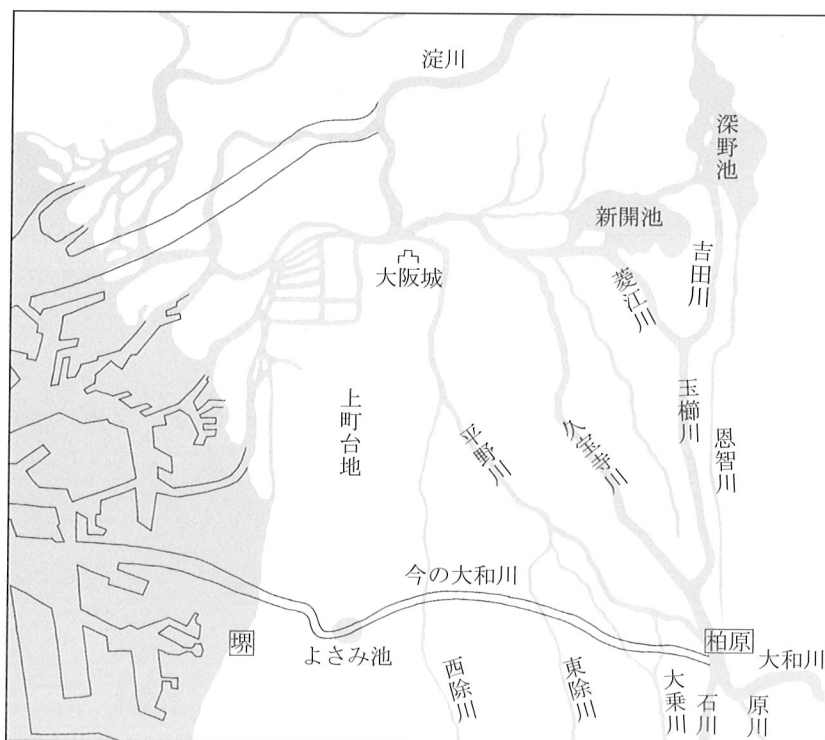 淀川
深野池
新開池
吉田川
大阪城
菱江川
玉櫛川
上町台地
恩智川
平野川
久宝寺川
今の大和川
堺
柏原
よさみ池
大和川
西除川
東除川
大乗川
石川
原川